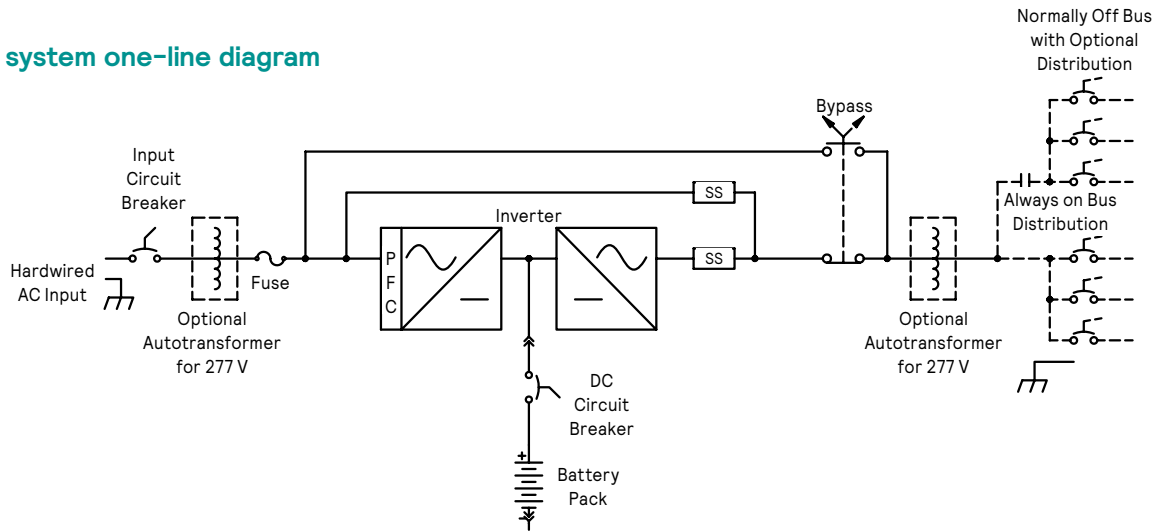 system one-line diagram
Normally Off Bus
with Optional
Distribution
Bypass
Input
Circuit
Breaker
SS
Inverter
Always on Bus
Distribution
Hardwired
AC Input
Fuse
P
F
C
SS
Optional
Autotransformer
for 277 V
Optional
Autotransformer
for 277 V
DC
Circuit
Breaker
+
Battery
Pack